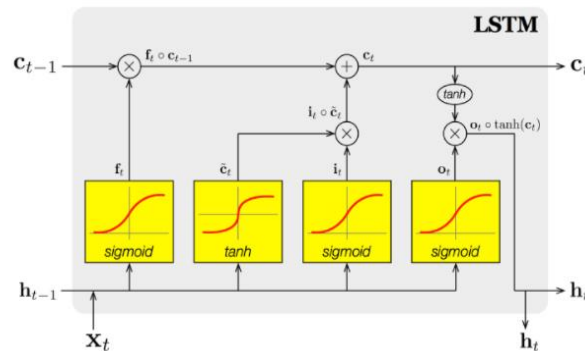 LSTM
c_{t−1}
f_t ∘ c_{t−1}
c_t
c_t
tanh
i_t ∘ c̃_t
o_t ∘ tanh(c_t)
f_t
c̃_t
i_t
o_t
sigmoid
tanh
sigmoid
sigmoid
h_{t−1}
h_t
x_t
h_t